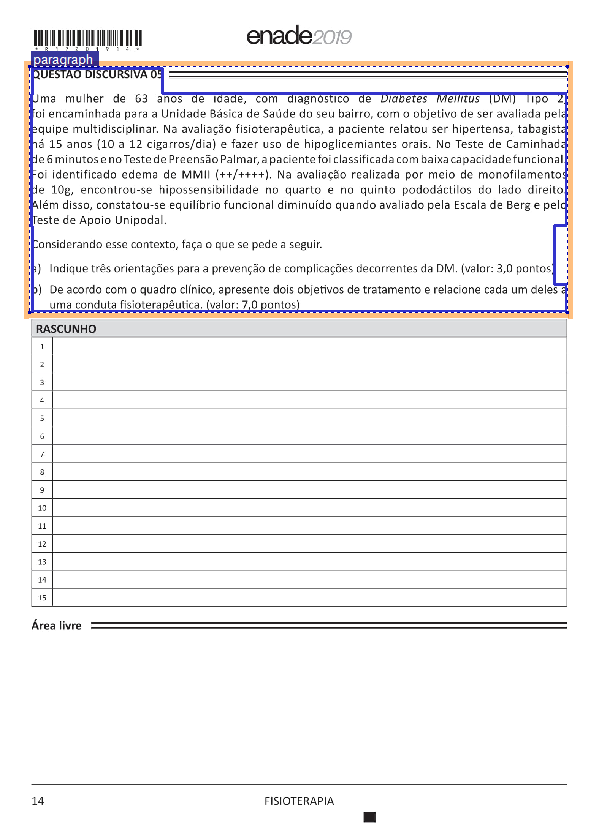 enade2019
paragraph
QUESTÃO DISCURSIVA 05
Uma mulher de 63 anos de idade, com diagnóstico de Diabetes Mellitus (DM) Tipo 2,
foi encaminhada para a Unidade Básica de Saúde do seu bairro, com o objetivo de ser avaliada pela
equipe multidisciplinar. Na avaliação fisioterapêutica, a paciente relatou ser hipertensa, tabagista
há 15 anos (10 a 12 cigarros/dia) e fazer uso de hipoglicemiantes orais. No Teste de Caminhada
de 6 minutos e no Teste de Preensão Palmar, a paciente foi classificada com baixa capacidade funcional.
Foi identificado edema de MMII (++/++++). Na avaliação realizada por meio de monofilamentos
de 10g, encontrou-se hipossensibilidade no quarto e no quinto pododáctilos do lado direito.
Além disso, constatou-se equilíbrio funcional diminuído quando avaliado pela Escala de Berg e pelo
Teste de Apoio Unipodal.
Considerando esse contexto, faça o que se pede a seguir.
a) Indique três orientações para a prevenção de complicações decorrentes da DM. (valor: 3,0 pontos)
b) De acordo com o quadro clínico, apresente dois objetivos de tratamento e relacione cada um deles a
uma conduta fisioterapêutica. (valor: 7,0 pontos)
RASCUNHO
1
2
3
4
5
6
7
8
9
10
11
12
13
14
15
Área livre
14
FISIOTERAPIA